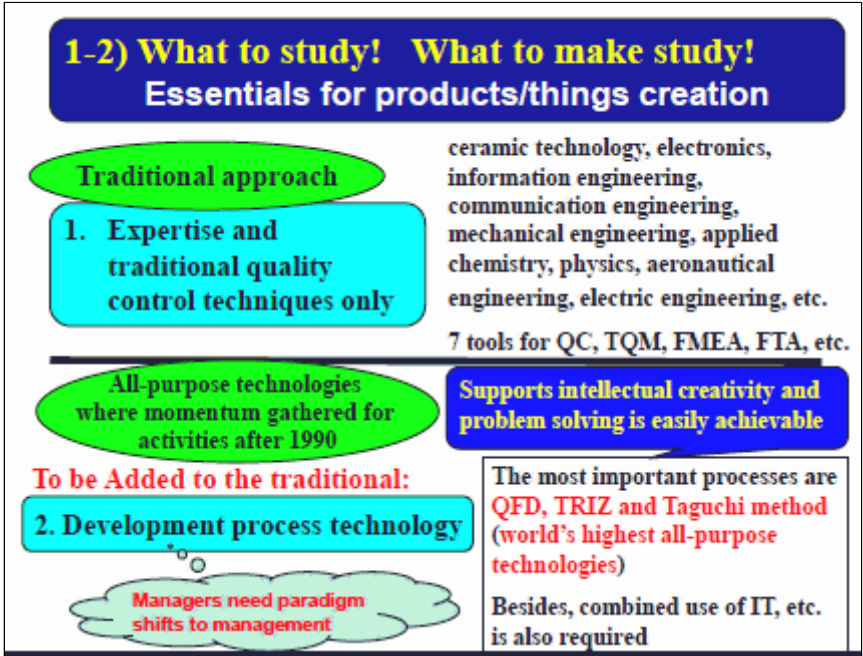 1-2) What to study! What to make study!
Essentials for products/things creation
Traditional approach
1. Expertise and
traditional quality
control techniques only
ceramic technology, electronics,
information engineering,
communication engineering,
mechanical engineering, applied
chemistry, physics, aeronautical
engineering, electric engineering, etc.
7 tools for QC, TQM, FMEA, FTA, etc.
All-purpose technologies
where momentum gathered for
activities after 1990
Supports intellectual creativity and
problem solving is easily achievable
To be Added to the traditional:
2. Development process technology
Managers need paradigm
shifts to management
The most important processes are
QFD, TRIZ and Taguchi method
(world's highest all-purpose
technologies)
Besides, combined use of IT, etc.
is also required